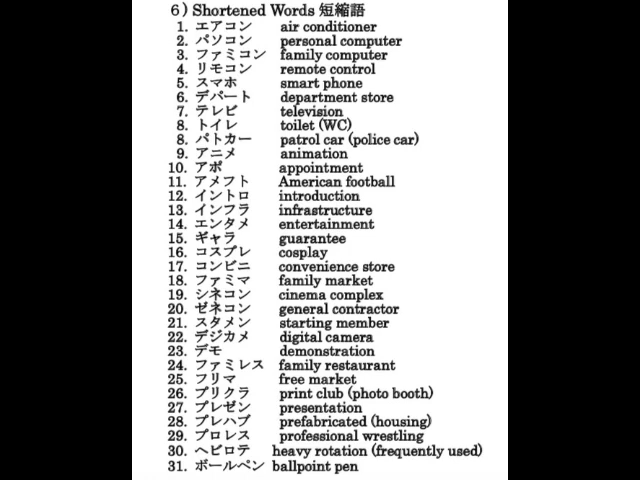 6) Shortened Words 短縮語
1. エアコン air conditioner
2. パソコン personal computer
3. ファミコン family computer
4. リモコン remote control
5. スマホ smart phone
6. デパート department store
7. テレビ television
8. トイレ toilet (WC)
8. パトカー patrol car (police car)
9. アニメ animation
10. アポ appointment
11. アメフト American football
12. イントロ introduction
13. インフラ infrastructure
14. エンタメ entertainment
15. ギャラ guarantee
16. コスプレ cosplay
17. コンビニ convenience store
18. ファミマ family market
19. シネコン cinema complex
20. ゼネコン general contractor
21. スタメン starting member
22. デジカメ digital camera
23. デモ demonstration
24. ファミレス family restaurant
25. フリマ free market
26. プリクラ print club (photo booth)
27. プレゼン presentation
28. プレハブ prefabricated (housing)
29. プロレス professional wrestling
30. ヘビロテ heavy rotation (frequently used)
31. ボールペン ballpoint pen